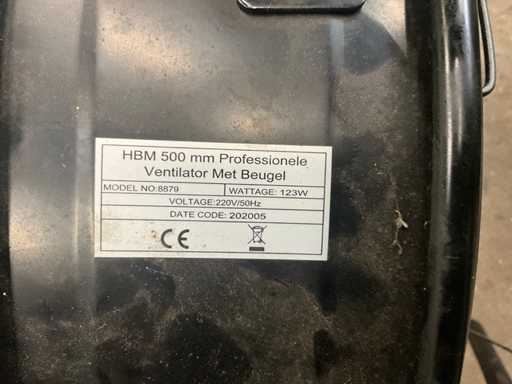 HBM 500 mm Professionele
Ventilator Met Beugel
MODEL NO:8879 WATTAGE: 123W
VOLTAGE:220V/50Hz
DATE CODE: 202005
CE